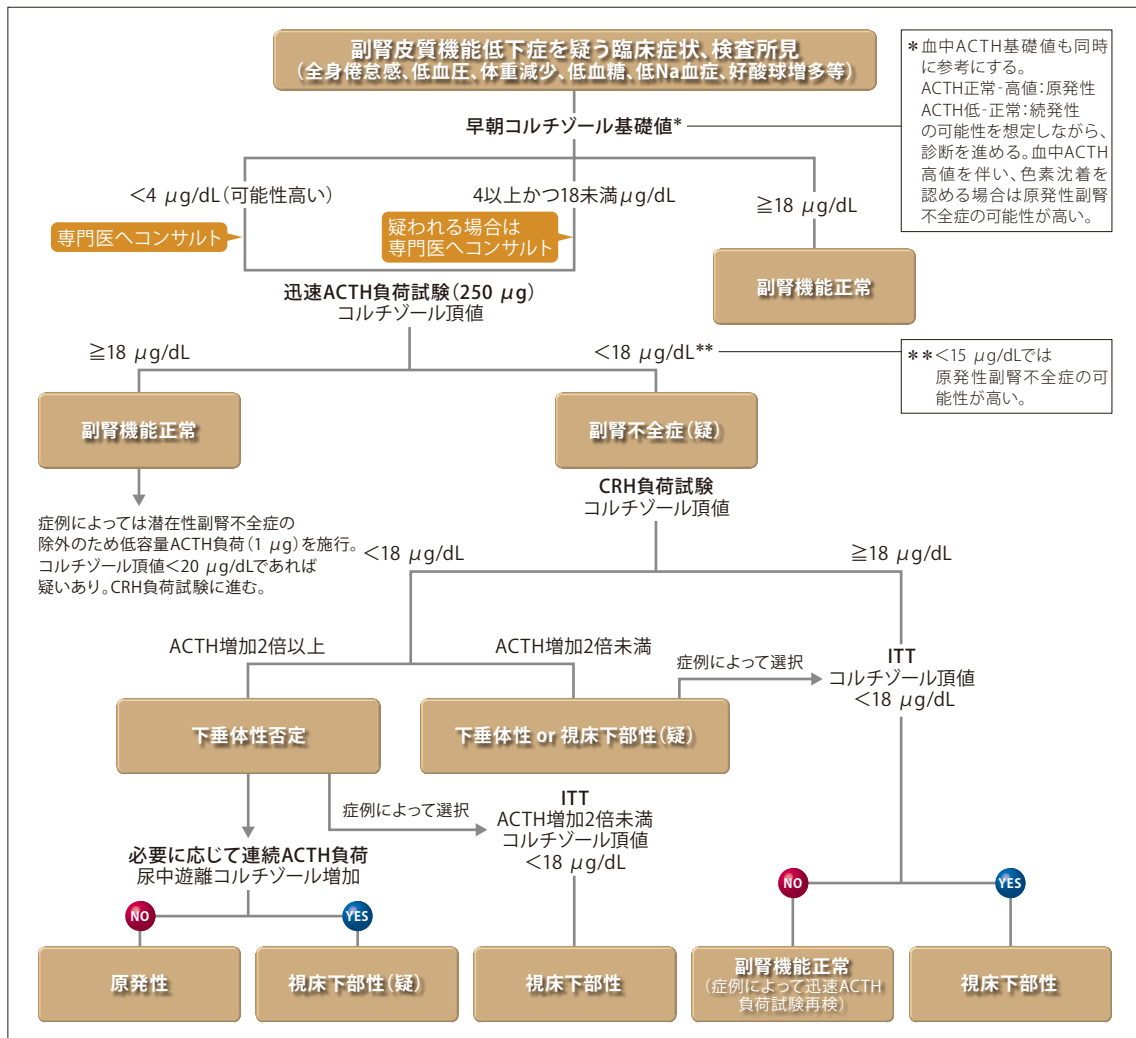 副腎皮質機能低下症を疑う臨床症状、検査所見
(全身倦怠感、低血圧、体重減少、低血糖、低Na血症、好酸球増多等)
早朝コルチゾール基礎値*
*血中ACTH基礎値も同時
に参考にする。
ACTH正常-高値：原発性
ACTH低-正常：続発性
の可能性を想定しながら、
診断を進める。血中ACTH
高値を伴い、色素沈着を
認める場合は原発性副腎
不全症の可能性が高い。
<4 μg/dL(可能性高い)
4以上かつ18未満μg/dL
≧18 μg/dL
専門医へコンサルト
疑われる場合は
専門医へコンサルト
副腎機能正常
迅速ACTH負荷試験(250 μg)
コルチゾール頂値
≧18 μg/dL
<18 μg/dL**
**<15 μg/dLでは
原発性副腎不全症の可
能性が高い。
副腎機能正常
副腎不全症(疑)
症例によっては潜在性副腎不全症の
除外のため低容量ACTH負荷(1 μg)を施行。
コルチゾール頂値<20 μg/dLであれば
疑いあり。CRH負荷試験に進む。
CRH負荷試験
コルチゾール頂値
<18 μg/dL
≧18 μg/dL
ACTH増加2倍以上
ACTH増加2倍未満
症例によって選択
ITT
コルチゾール頂値
<18 μg/dL
下垂体性否定
下垂体性 or 視床下部性(疑)
症例によって選択
ITT
ACTH増加2倍未満
コルチゾール頂値
<18 μg/dL
必要に応じて連続ACTH負荷
尿中遊離コルチゾール増加
NO
YES
NO
YES
原発性
視床下部性(疑)
視床下部性
副腎機能正常
(症例によって迅速ACTH
負荷試験再検)
視床下部性